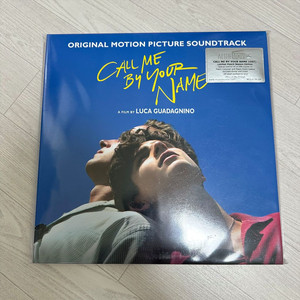 ORIGINAL MOTION PICTURE SOUNDTRACK
CALL ME
BY YOUR
NAME
A FILM BY LUCA GUADAGNINO